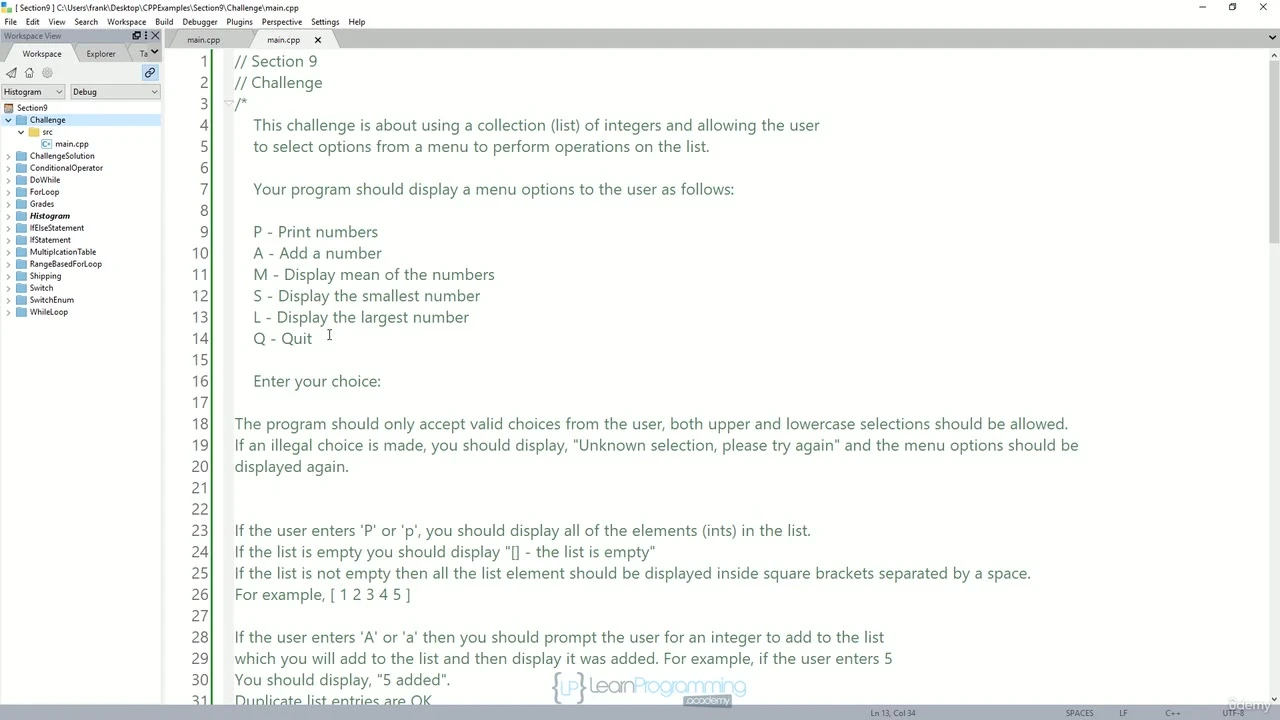 [ Section9 ] C:\Users\frank\Desktop\CPPExamples\Section9\Challenge\main.cpp
File Edit View Search Workspace Build Debugger Plugins Perspective Settings Help
Workspace View
main.cpp main.cpp
Workspace Explorer Ta
Histogram Debug
Section9
Challenge
src
main.cpp
ChallengeSolution
ConditionalOperator
DoWhile
ForLoop
Grades
Histogram
IfElseStatement
IfStatement
MultiplcationTable
RangeBasedForLoop
Shipping
Switch
SwitchEnum
WhileLoop
1 // Section 9
2 // Challenge
3 /*
4 This challenge is about using a collection (list) of integers and allowing the user
5 to select options from a menu to perform operations on the list.
6
7 Your program should display a menu options to the user as follows:
8
9 P - Print numbers
10 A - Add a number
11 M - Display mean of the numbers
12 S - Display the smallest number
13 L - Display the largest number
14 Q - Quit
15
16 Enter your choice:
17
18 The program should only accept valid choices from the user, both upper and lowercase selections should be allowed.
19 If an illegal choice is made, you should display, "Unknown selection, please try again" and the menu options should be
20 displayed again.
21
22
23 If the user enters 'P' or 'p', you should display all of the elements (ints) in the list.
24 If the list is empty you should display "[] - the list is empty"
25 If the list is not empty then all the list element should be displayed inside square brackets separated by a space.
26 For example, [ 1 2 3 4 5 ]
27
28 If the user enters 'A' or 'a' then you should prompt the user for an integer to add to the list
29 which you will add to the list and then display it was added. For example, if the user enters 5
30 You should display, "5 added".
31 Duplicate list entries are OK
{LP} LearnProgramming
academy
Ln 13, Col 34 SPACES LF C++ UTF-8
ûdemy